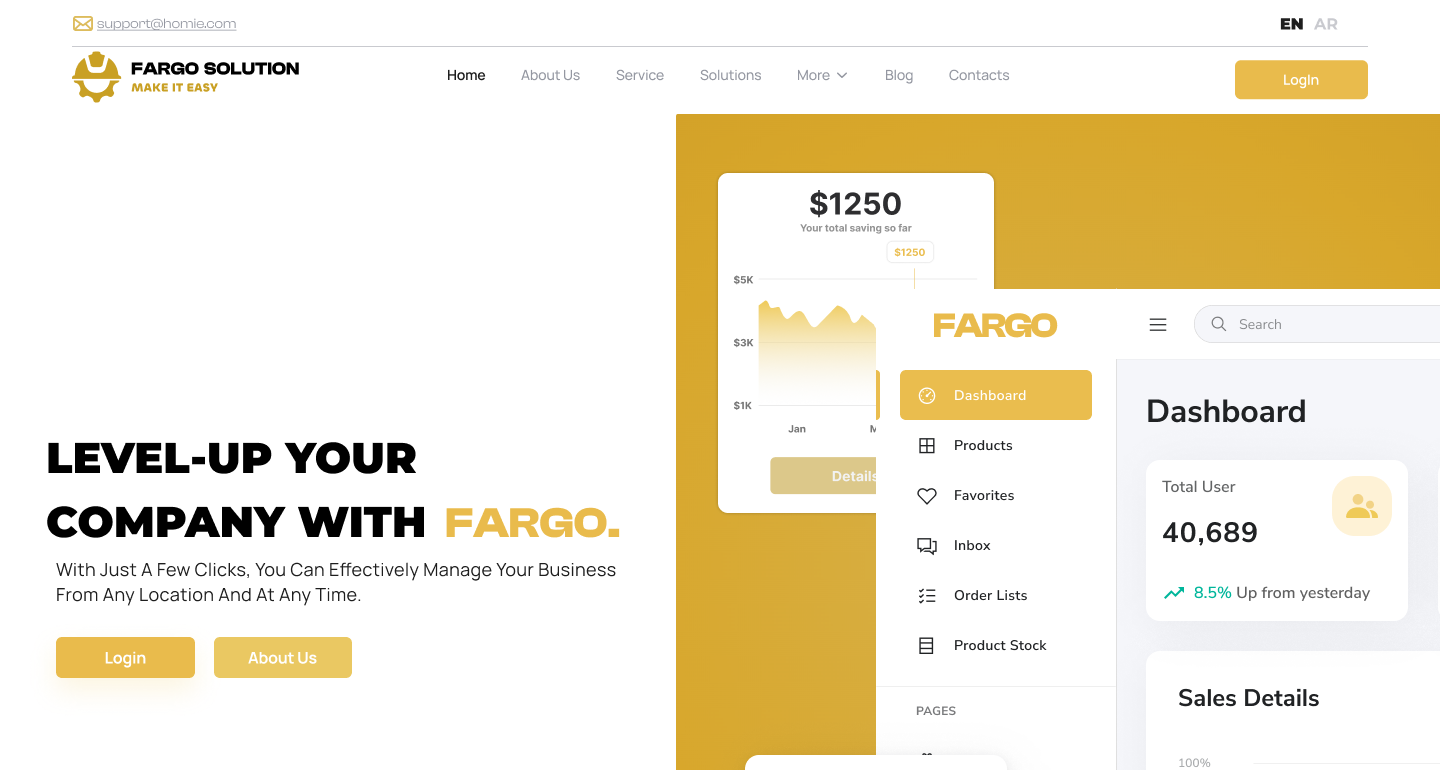 support@homie.com
EN AR
FARGO SOLUTION
MAKE IT EASY
Home
About Us
Service
Solutions
More
Blog
Contacts
LogIn
LEVEL-UP YOUR
COMPANY WITH FARGO.
With Just A Few Clicks, You Can Effectively Manage Your Business
From Any Location And At Any Time.
Login
About Us
$1250
Your total saving so far
$1250
$5K
$3K
$1K
Jan
Details
FARGO
Search
Dashboard
Products
Favorites
Inbox
Order Lists
Product Stock
PAGES
Dashboard
Total User
40,689
8.5% Up from yesterday
Sales Details
100%